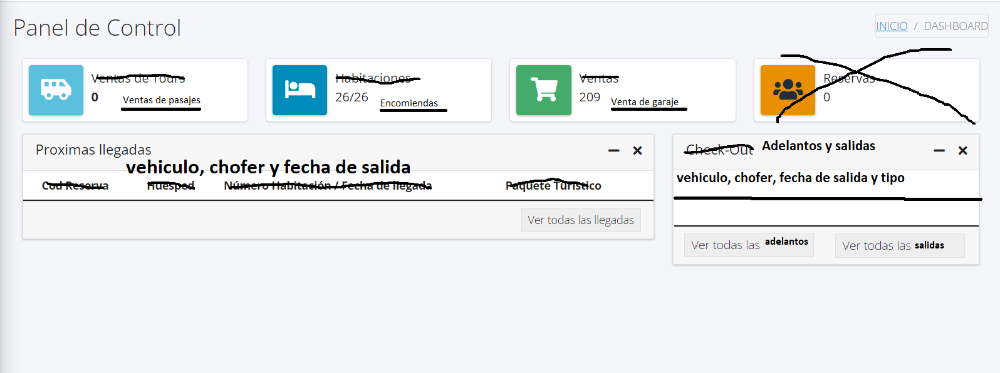 Panel de Control
INICIO / DASHBOARD
Ventas de Tours
0 Ventas de pasajes
Habitaciones
26/26 Encomiendas
Ventas
209 Venta de garaje
Reservas
0
Proximas llegadas
vehiculo, chofer y fecha de salida
Cod Reserva Huesped Número Habitación / Fecha de llegada Paquete Turistico
Ver todas las llegadas
Check-Out Adelantos y salidas
vehiculo, chofer, fecha de salida y tipo
Ver todas las adelantos
Ver todas las salidas